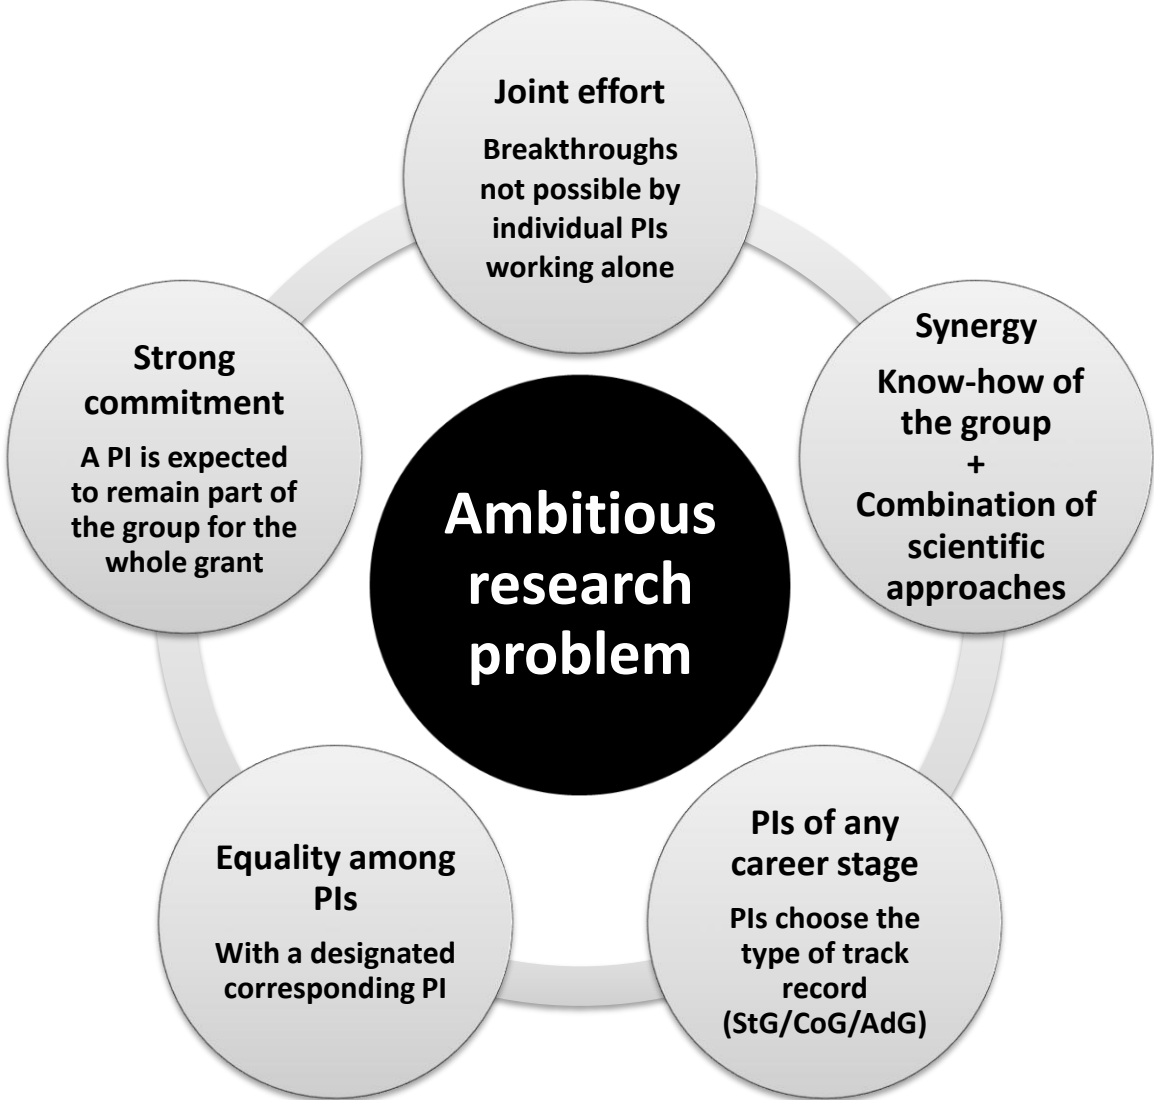 Joint effort
Breakthroughs
not possible by
individual PIs
working alone
Synergy
Know-how of
the group
+
Combination of
scientific
approaches
PIs of any
career stage
PIs choose the
type of track
record
(StG/CoG/AdG)
Equality among
PIs
With a designated
corresponding PI
Strong
commitment
A PI is expected
to remain part of
the group for the
whole grant
Ambitious
research
problem